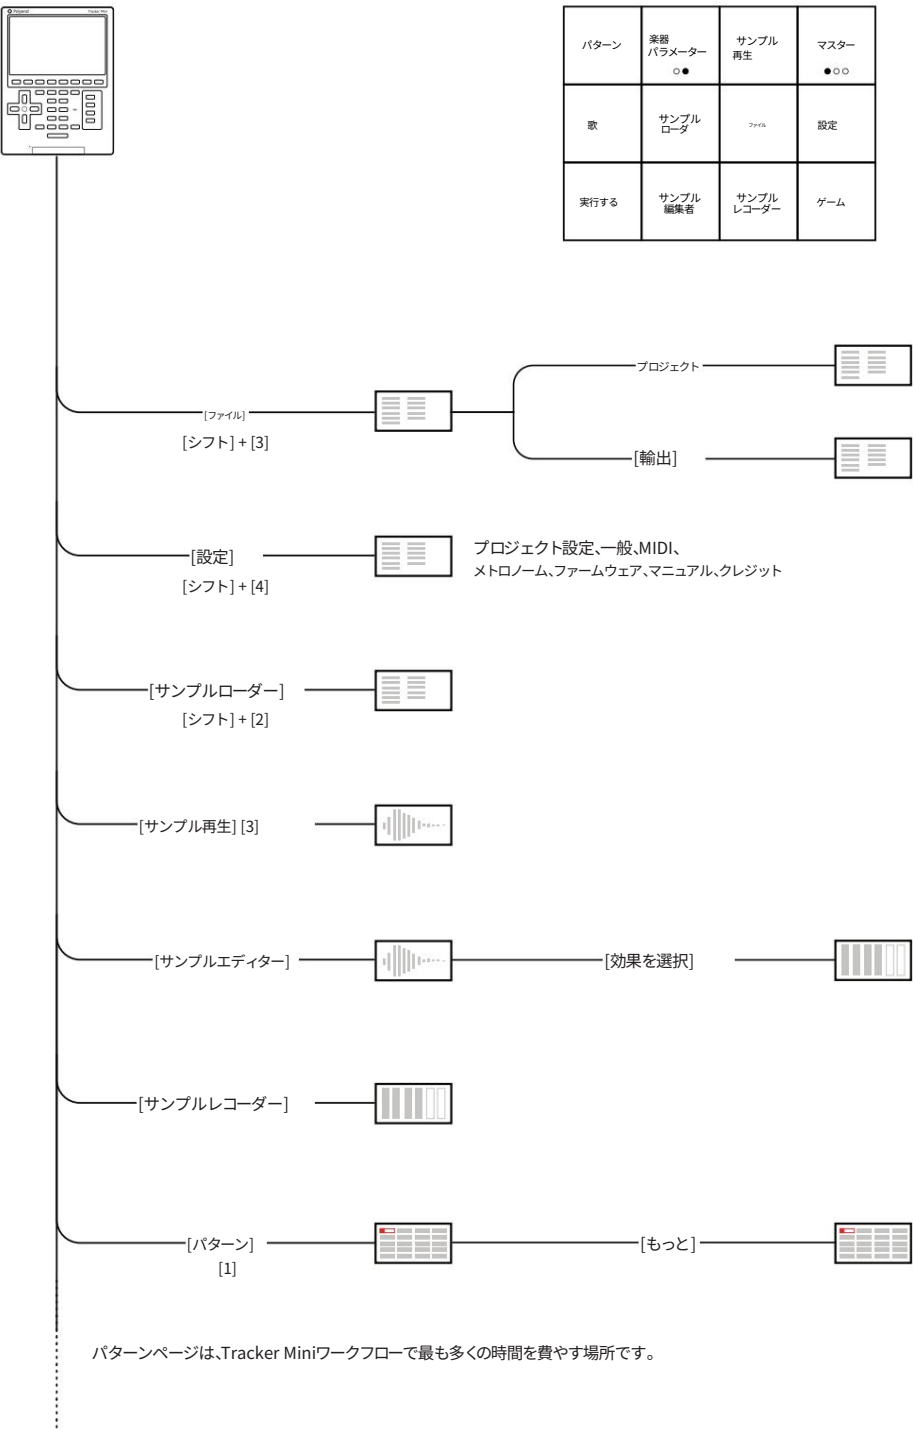 Polyend
Tracker Mini
パターン
楽器
パラメーター
サンプル
再生
マスター
歌
サンプル
ローダ
ファイル
設定
実行する
サンプル
編集者
サンプル
レコーダー
ゲーム
プロジェクト
[ファイル]
[シフト] + [3]
[輸出]
[設定]
[シフト] + [4]
プロジェクト設定、一般、MIDI、
メトロノーム、ファームウェア、マニュアル、クレジット
[サンプルローダー]
[シフト] + [2]
[サンプル再生] [3]
[サンプルエディター]
[効果を選択]
[サンプルレコーダー]
[パターン]
[1]
[もっと]
パターンページは、Tracker Miniワークフローで最も多くの時間を費やす場所です。